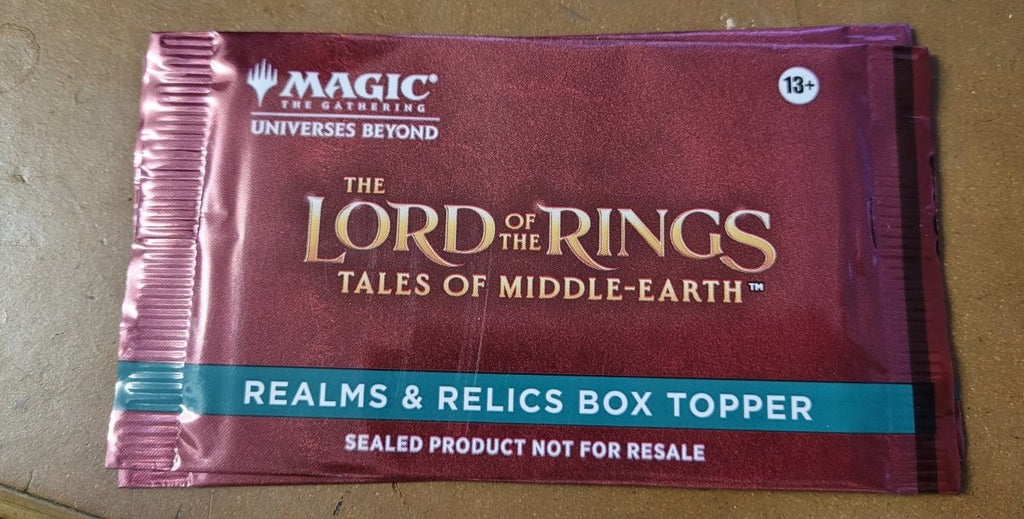 MAGIC®
THE GATHERING
UNIVERSES BEYOND
13+
THE
LORD OF THE RINGS
TALES OF MIDDLE-EARTH™
REALMS & RELICS BOX TOPPER
SEALED PRODUCT NOT FOR RESALE